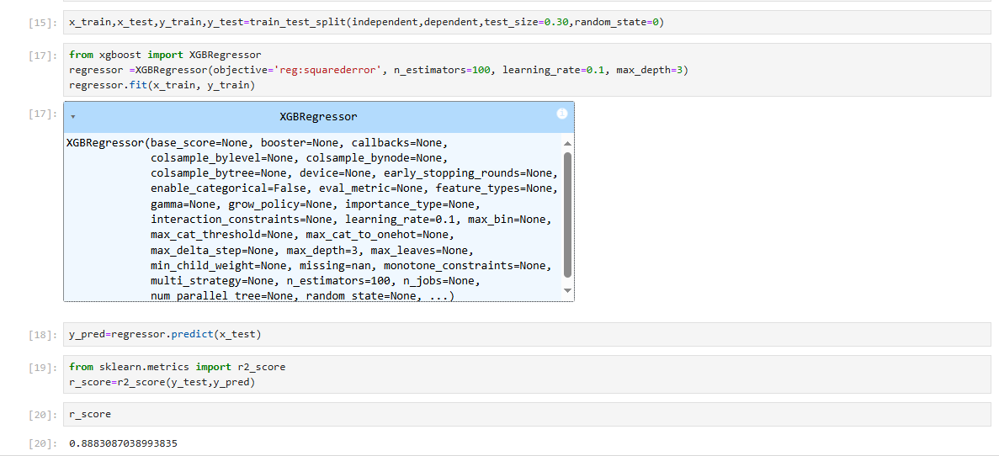 [15]: x_train,x_test,y_train,y_test=train_test_split(independent,dependent,test_size=0.30,random_state=0)
[17]: from xgboost import XGBRegressor
regressor =XGBRegressor(objective='reg:squarederror', n_estimators=100, learning_rate=0.1, max_depth=3)
regressor.fit(x_train, y_train)
[17]: ▾ XGBRegressor i
XGBRegressor(base_score=None, booster=None, callbacks=None,
colsample_bylevel=None, colsample_bynode=None,
colsample_bytree=None, device=None, early_stopping_rounds=None,
enable_categorical=False, eval_metric=None, feature_types=None,
gamma=None, grow_policy=None, importance_type=None,
interaction_constraints=None, learning_rate=0.1, max_bin=None,
max_cat_threshold=None, max_cat_to_onehot=None,
max_delta_step=None, max_depth=3, max_leaves=None,
min_child_weight=None, missing=nan, monotone_constraints=None,
multi_strategy=None, n_estimators=100, n_jobs=None,
num_parallel_tree=None, random_state=None, ...)
[18]: y_pred=regressor.predict(x_test)
[19]: from sklearn.metrics import r2_score
r_score=r2_score(y_test,y_pred)
[20]: r_score
[20]: 0.8883087038993835